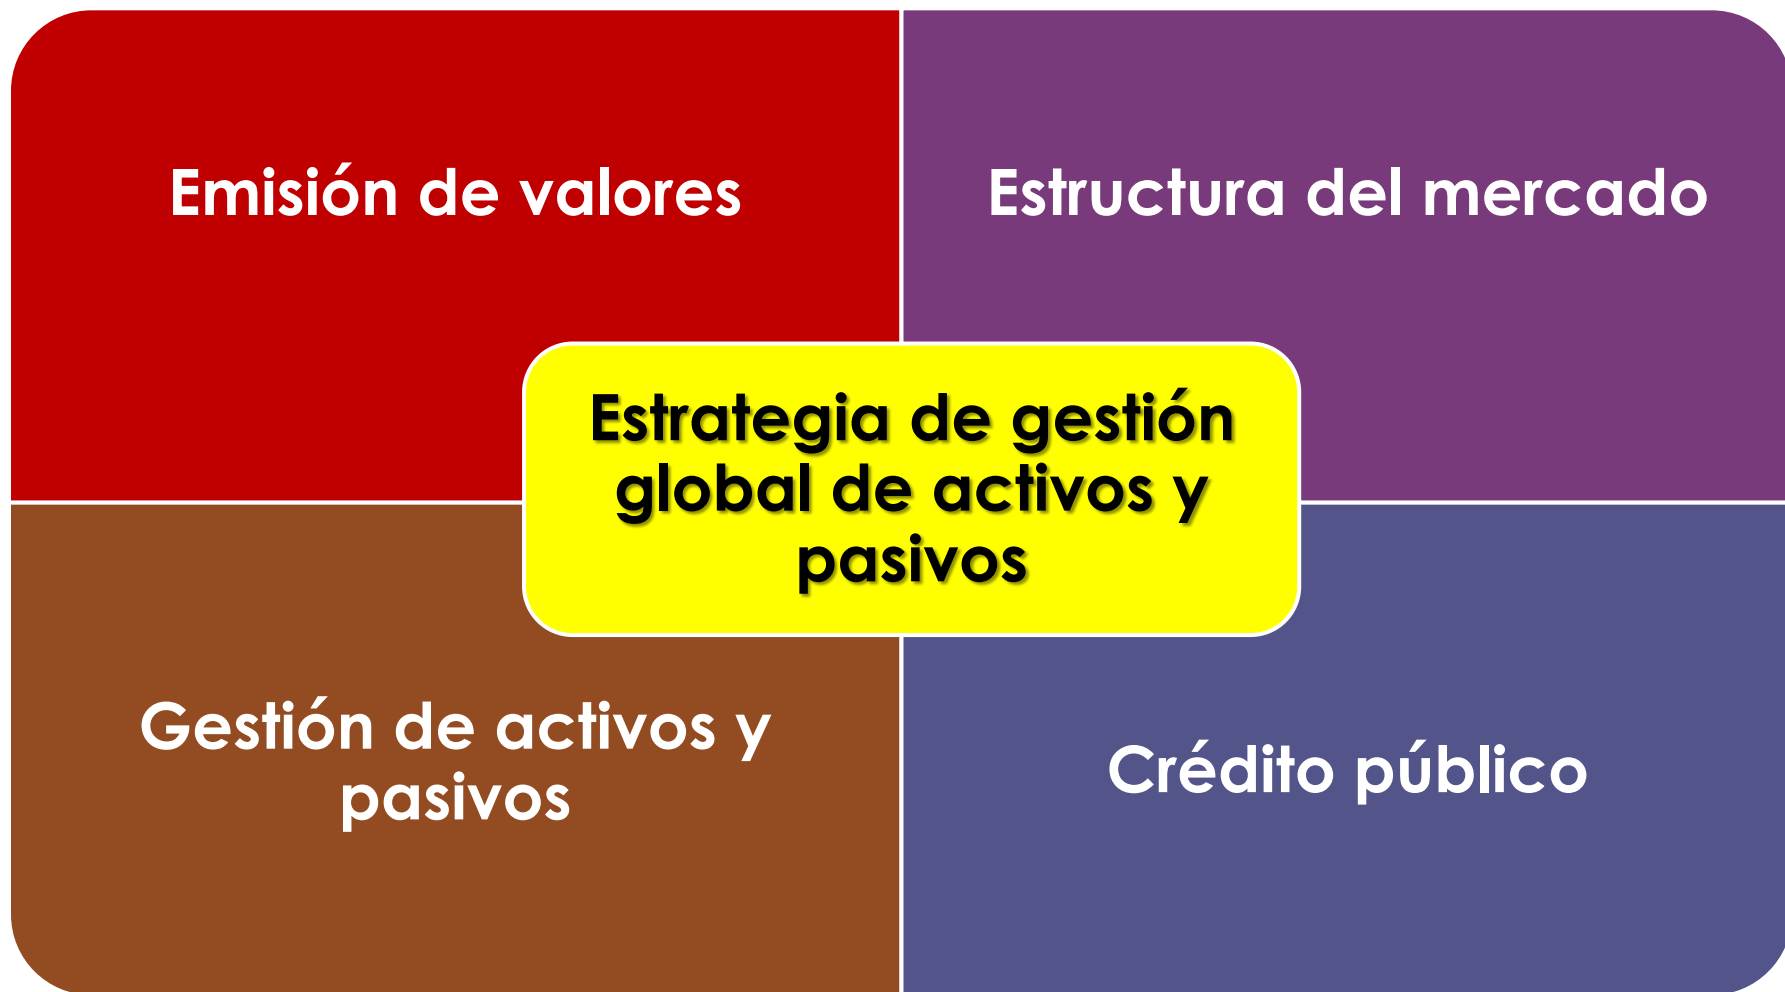 Emisión de valores
Estructura del mercado
Estrategia de gestión
global de activos y
pasivos
Gestión de activos y
pasivos
Crédito público